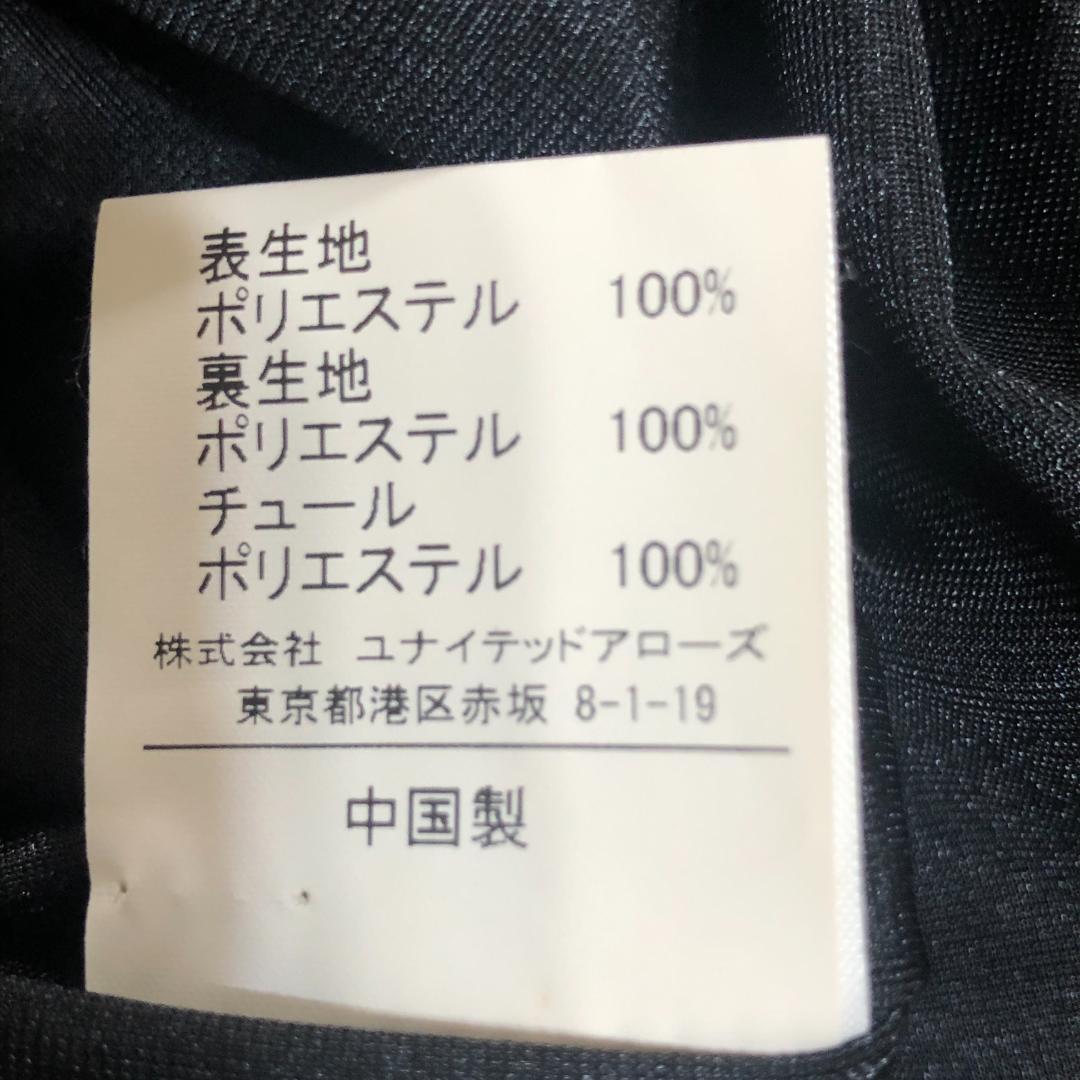 表生地
ポリエステル 100%
裏生地
ポリエステル 100%
チュール
ポリエステル 100%
株式会社 ユナイテッドアローズ
東京都港区赤坂 8-1-19
中国製